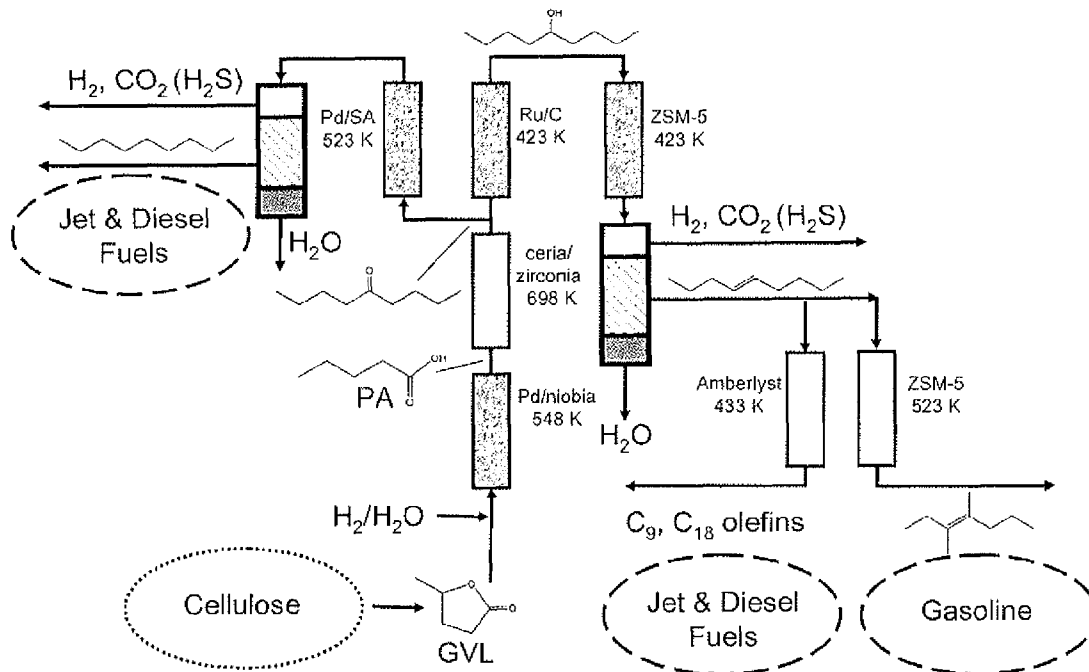 OH
H₂, CO₂ (H₂S)
Pd/SA
523 K
Ru/C
423 K
ZSM-5
423 K
Jet & Diesel
Fuels
H₂O
H₂, CO₂ (H₂S)
O
ceria/
zirconia
698 K
OH
O
PA
Pd/niobia
548 K
Amberlyst
433 K
ZSM-5
523 K
H₂O
H₂/H₂O
C₉, C₁₈ olefins
Cellulose
O
O
GVL
Jet & Diesel
Fuels
Gasoline